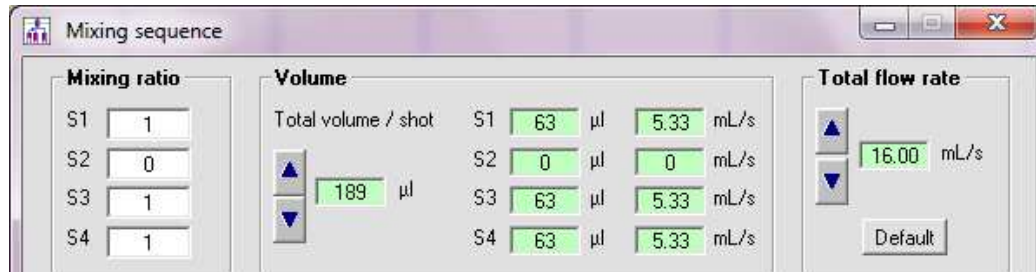 Mixing sequence
Mixing ratio
S1 1
S2 0
S3 1
S4 1
Volume
Total volume / shot
189 µl
S1 63 µl 5.33 mL/s
S2 0 µl 0 mL/s
S3 63 µl 5.33 mL/s
S4 63 µl 5.33 mL/s
Total flow rate
16.00 mL/s
Default